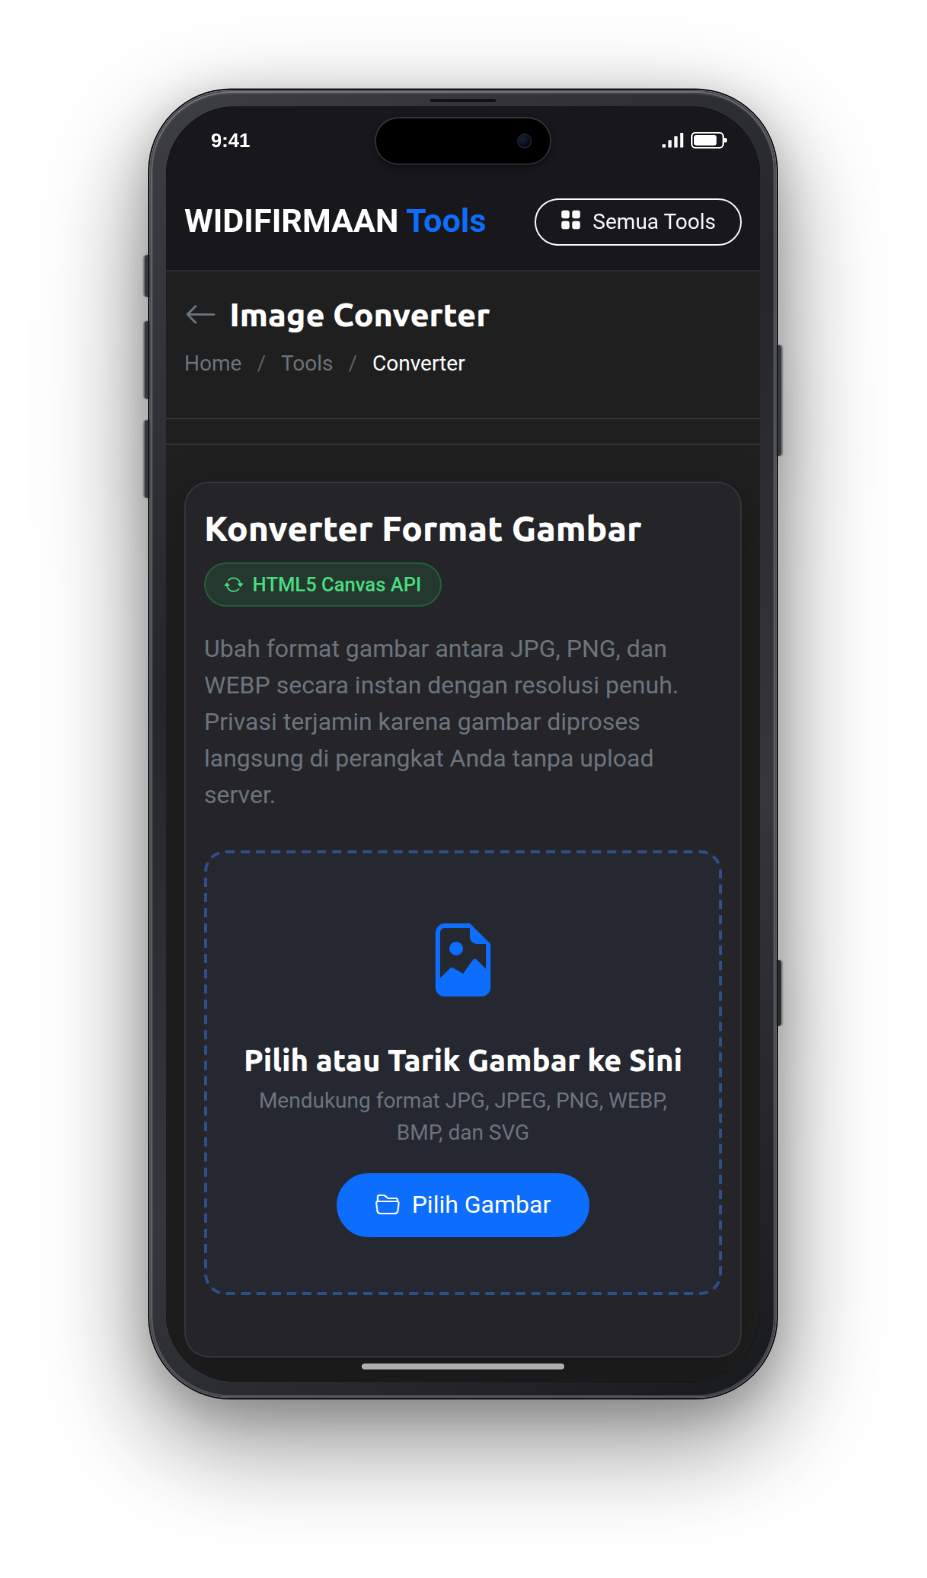 9:41
WIDIFIRMAAN Tools
Semua Tools
Image Converter
Home / Tools / Converter
Konverter Format Gambar
HTML5 Canvas API
Ubah format gambar antara JPG, PNG, dan
WEBP secara instan dengan resolusi penuh.
Privasi terjamin karena gambar diproses
langsung di perangkat Anda tanpa upload
server.
Pilih atau Tarik Gambar ke Sini
Mendukung format JPG, JPEG, PNG, WEBP,
BMP, dan SVG
Pilih Gambar